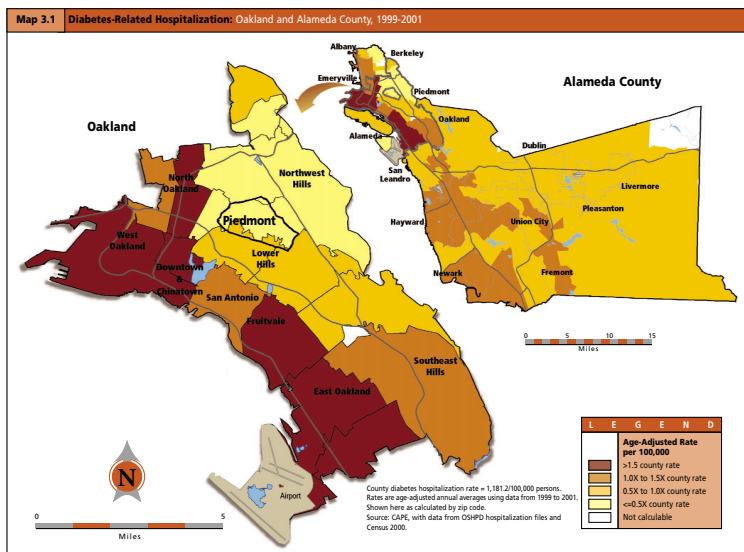 Map 3.1 Diabetes-Related Hospitalization: Oakland and Alameda County, 1999-2001
Albany
Berkeley
Emeryville
Piedmont
Alameda County
Oakland
Oakland
Alameda
Dublin
San
Leandro
Livermore
Pleasanton
Hayward
Union City
Newark
Fremont
North
Oakland
Northwest
Hills
Piedmont
West
Oakland
Lower
Hills
Downtown
&
Chinatown
San Antonio
Fruitvale
Southeast
Hills
East Oakland
Airport
0 5 10 15
Miles
N
0 5
Miles
County diabetes hospitalization rate = 1,181.2/100,000 persons.
Rates are age-adjusted annual averages using data from 1999 to 2001.
Shown here as calculated by zip code.
Source: CAPE, with data from OSHPD hospitalization files and
Census 2000.
L E G E N D
Age-Adjusted Rate
per 100,000
>1.5 county rate
1.0X to 1.5X county rate
0.5X to 1.0X county rate
<=0.5X county rate
Not calculable